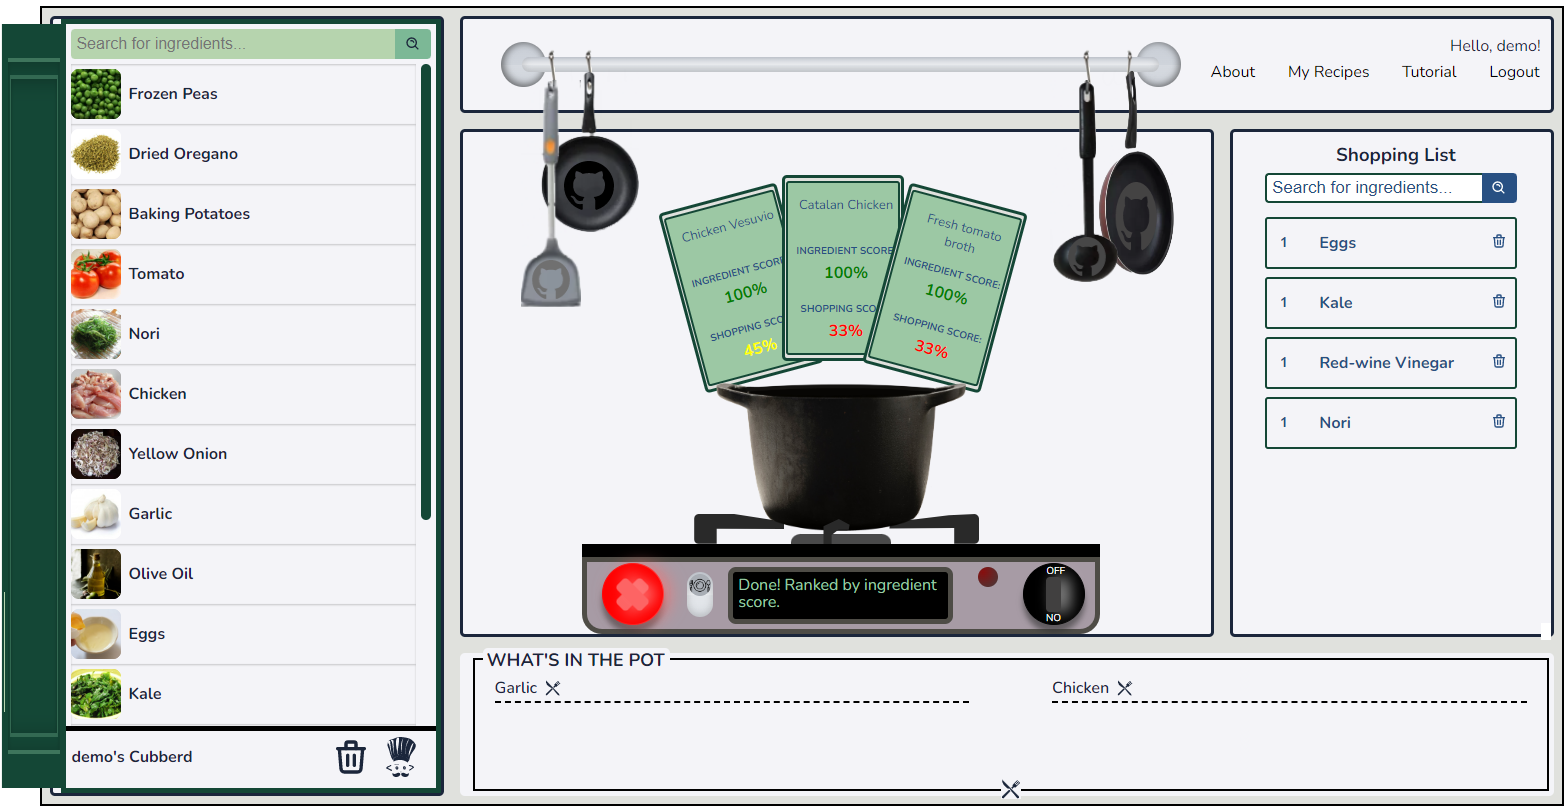 Search for ingredients...
Frozen Peas
Dried Oregano
Baking Potatoes
Tomato
Nori
Chicken
Yellow Onion
Garlic
Olive Oil
Eggs
Kale
demo's Cubberd
Hello, demo!
About
My Recipes
Tutorial
Logout
Chicken Vesuvio
INGREDIENT SCORE
100%
SHOPPING SCO
45%
Catalan Chicken
INGREDIENT SCORE
100%
SHOPPING SCO
33%
Fresh tomato
broth
INGREDIENT SCORE:
100%
SHOPPING SCORE:
33%
Done! Ranked by ingredient
score.
OFF
NO
Shopping List
Search for ingredients...
1 Eggs
1 Kale
1 Red-wine Vinegar
1 Nori
WHAT'S IN THE POT
Garlic
Chicken